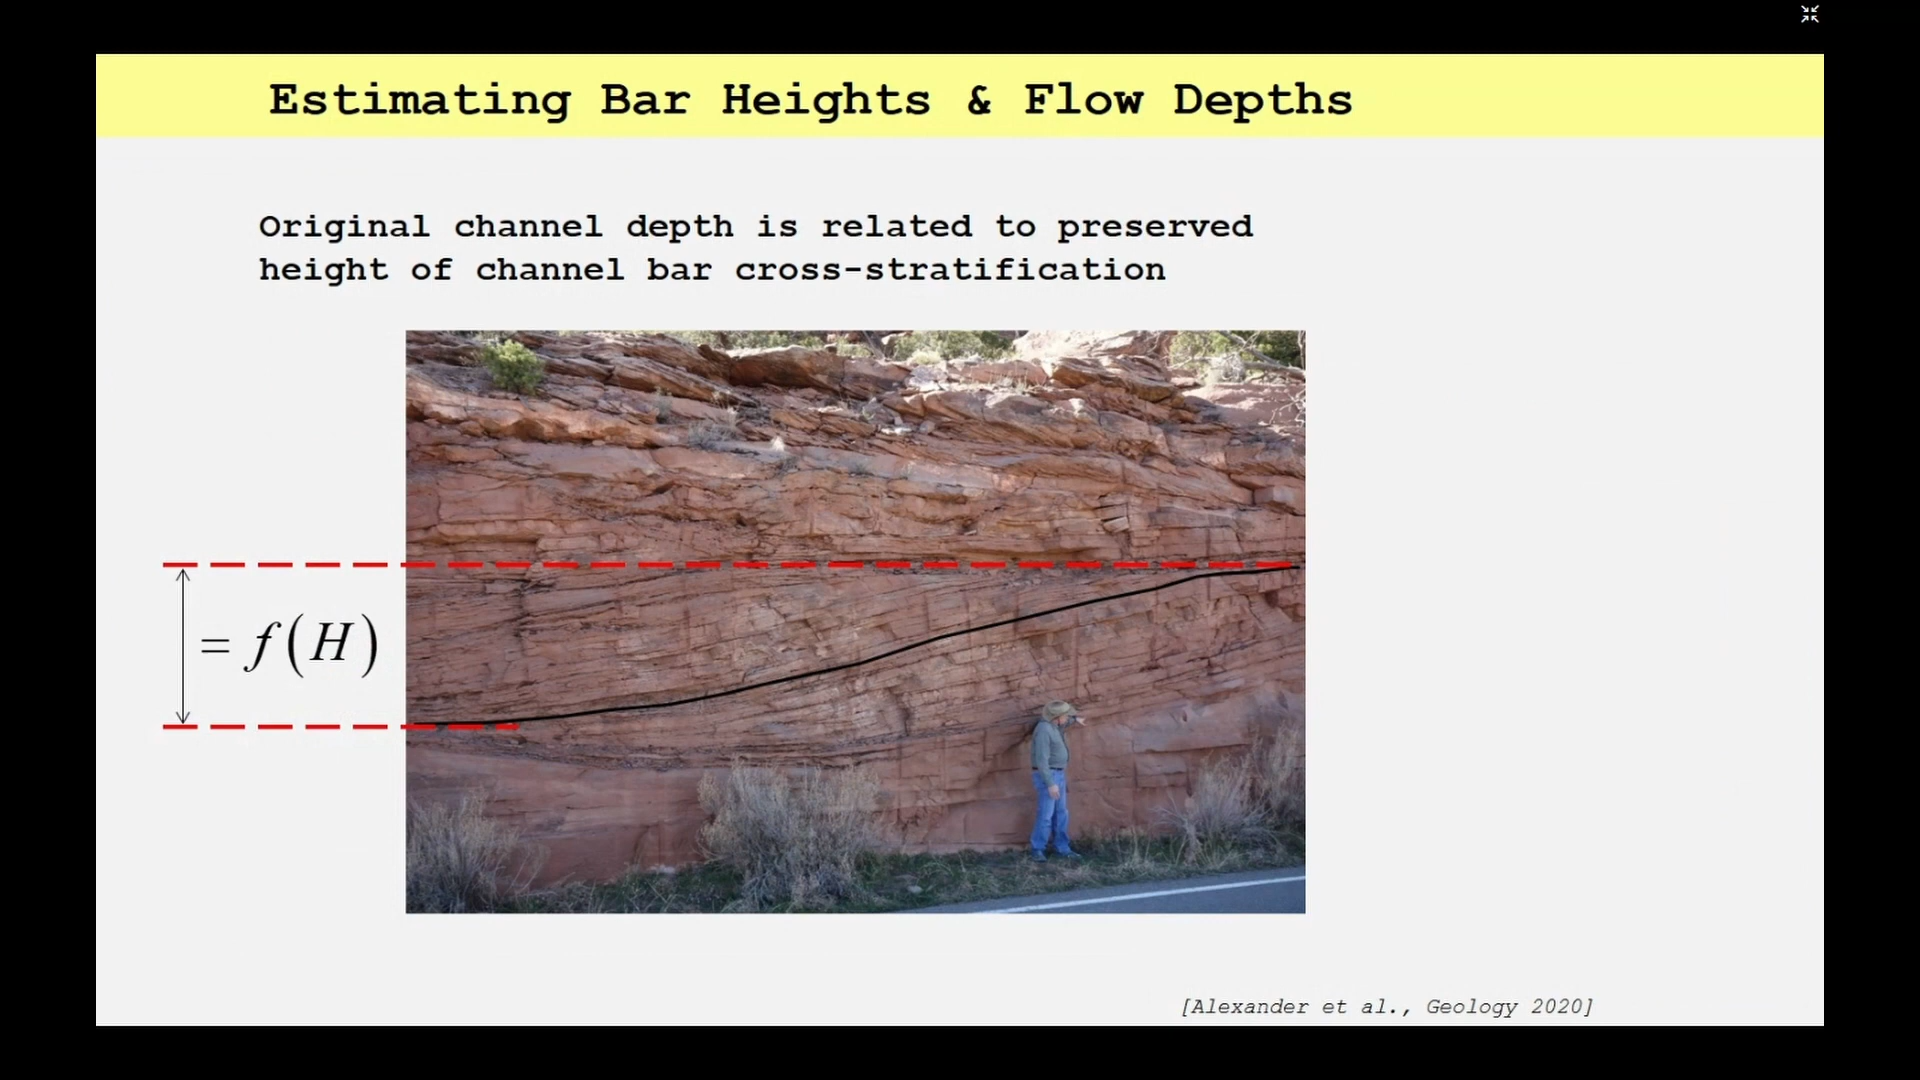 Estimating Bar Heights & Flow Depths
Original channel depth is related to preserved
height of channel bar cross-stratification
= f(H)
[Alexander et al., Geology 2020]